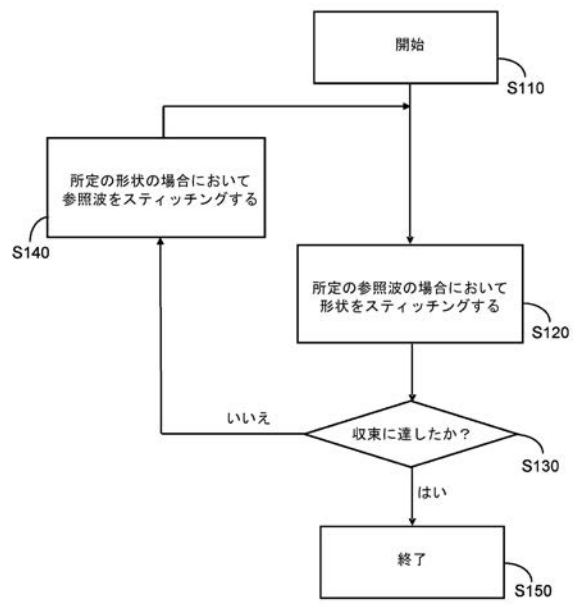 開始
S110
所定の形状の場合において
参照波をスティッチングする
S140
所定の参照波の場合において
形状をスティッチングする
S120
いいえ
収束に達したか？
S130
はい
終了
S150